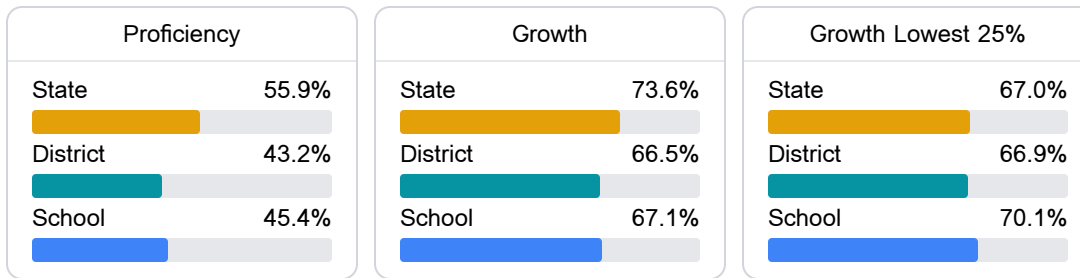 Proficiency
State 55.9%
District 43.2%
School 45.4%
Growth
State 73.6%
District 66.5%
School 67.1%
Growth Lowest 25%
State 67.0%
District 66.9%
School 70.1%